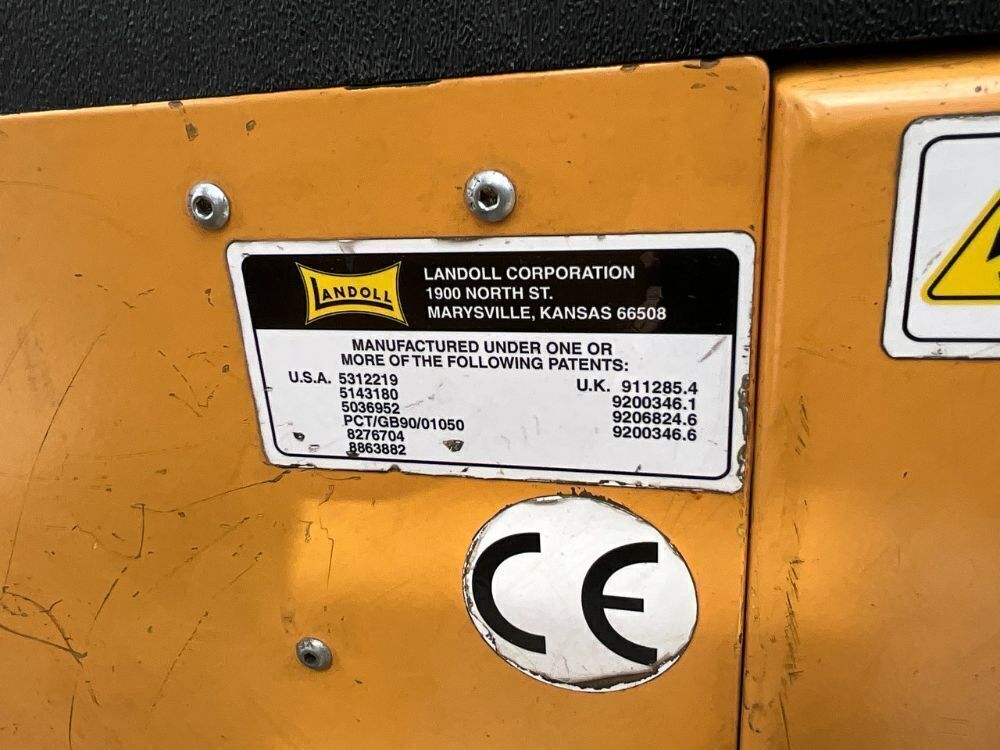 LANDOLL
LANDOLL CORPORATION
1900 NORTH ST.
MARYSVILLE, KANSAS 66508
MANUFACTURED UNDER ONE OR
MORE OF THE FOLLOWING PATENTS:
U.S.A. 5312219
5143180
5036952
PCT/GB90/01050
8276704
8863882
U.K. 911285.4
9200346.1
9206824.6
9200346.6
CE